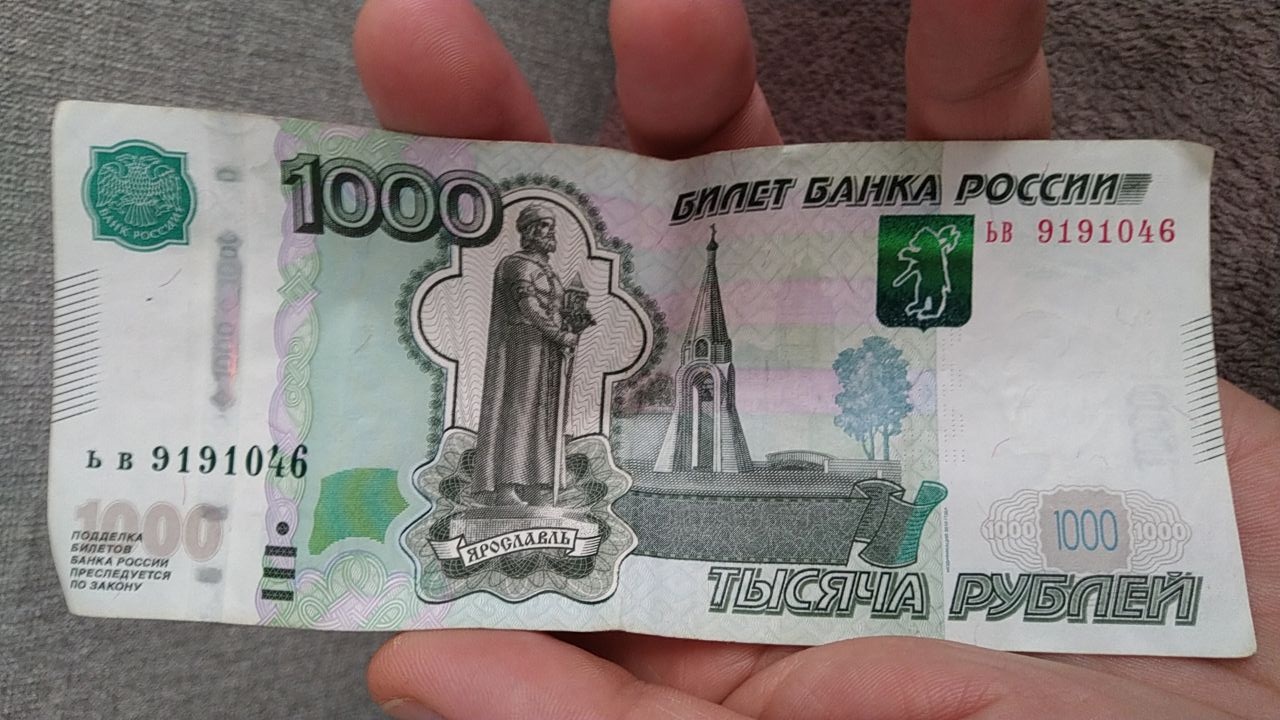 1000
БИЛЕТ БАНКА РОССИИ
БАНК РОССИИ
ЬВ 9191046
ь в 9191046
1000
ПОДДЕЛКА
БИЛЕТОВ
БАНКА РОССИИ
ПРЕСЛЕДУЕТСЯ
ПО ЗАКОНУ
ЯРОСЛАВЛЬ
1000 1000 1000
ТЫСЯЧА РУБЛЕЙ